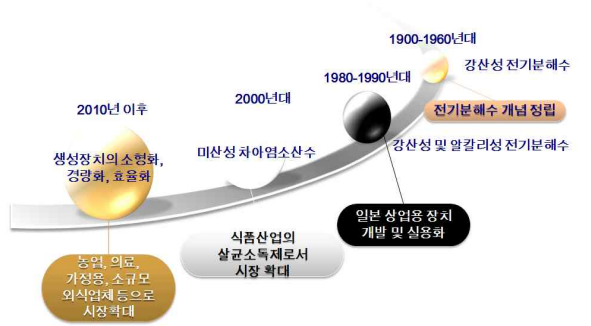 1900-1960년대
강산성 전기분해수
전기분해수 개념 정립
1980-1990년대
강산성 및 알칼리성 전기분해수
일본 상업용 장치
개발 및 실용화
2000년대
미산성 차아염소산수
식품산업의
살균소독제로서
시장 확대
2010년 이후
생성장치의 소형화,
경량화, 효율화
농업, 의료,
가정용, 소규모
외식업체 등으로
시장확대